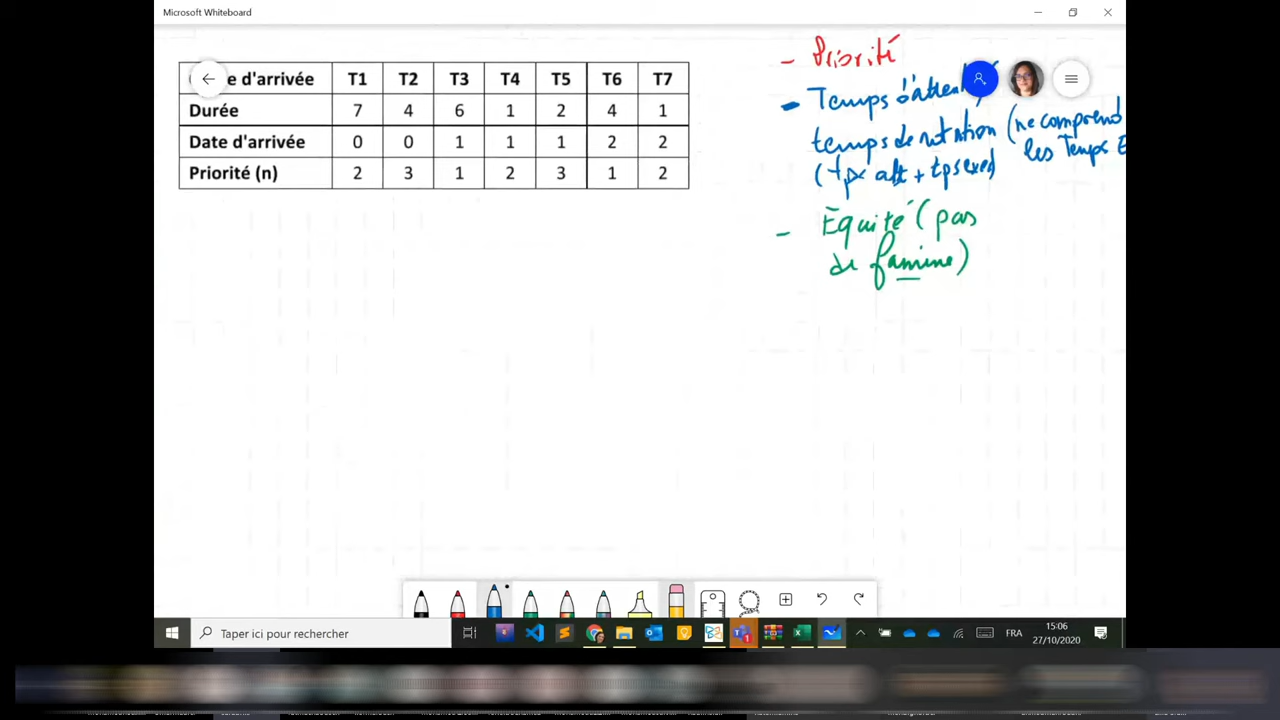 Microsoft Whiteboard
e d'arrivée T1 T2 T3 T4 T5 T6 T7
Durée 7 4 6 1 2 4 1
Date d'arrivée 0 0 1 1 1 2 2
Priorité (n) 2 3 1 2 3 1 2
- Priorité
- Temps d'attente/
temps de rotation (ne comprend
(tps att + tps exe) les Temps E
- Équité (pas
de famine)
Taper ici pour rechercher
FRA
15:06
27/10/2020